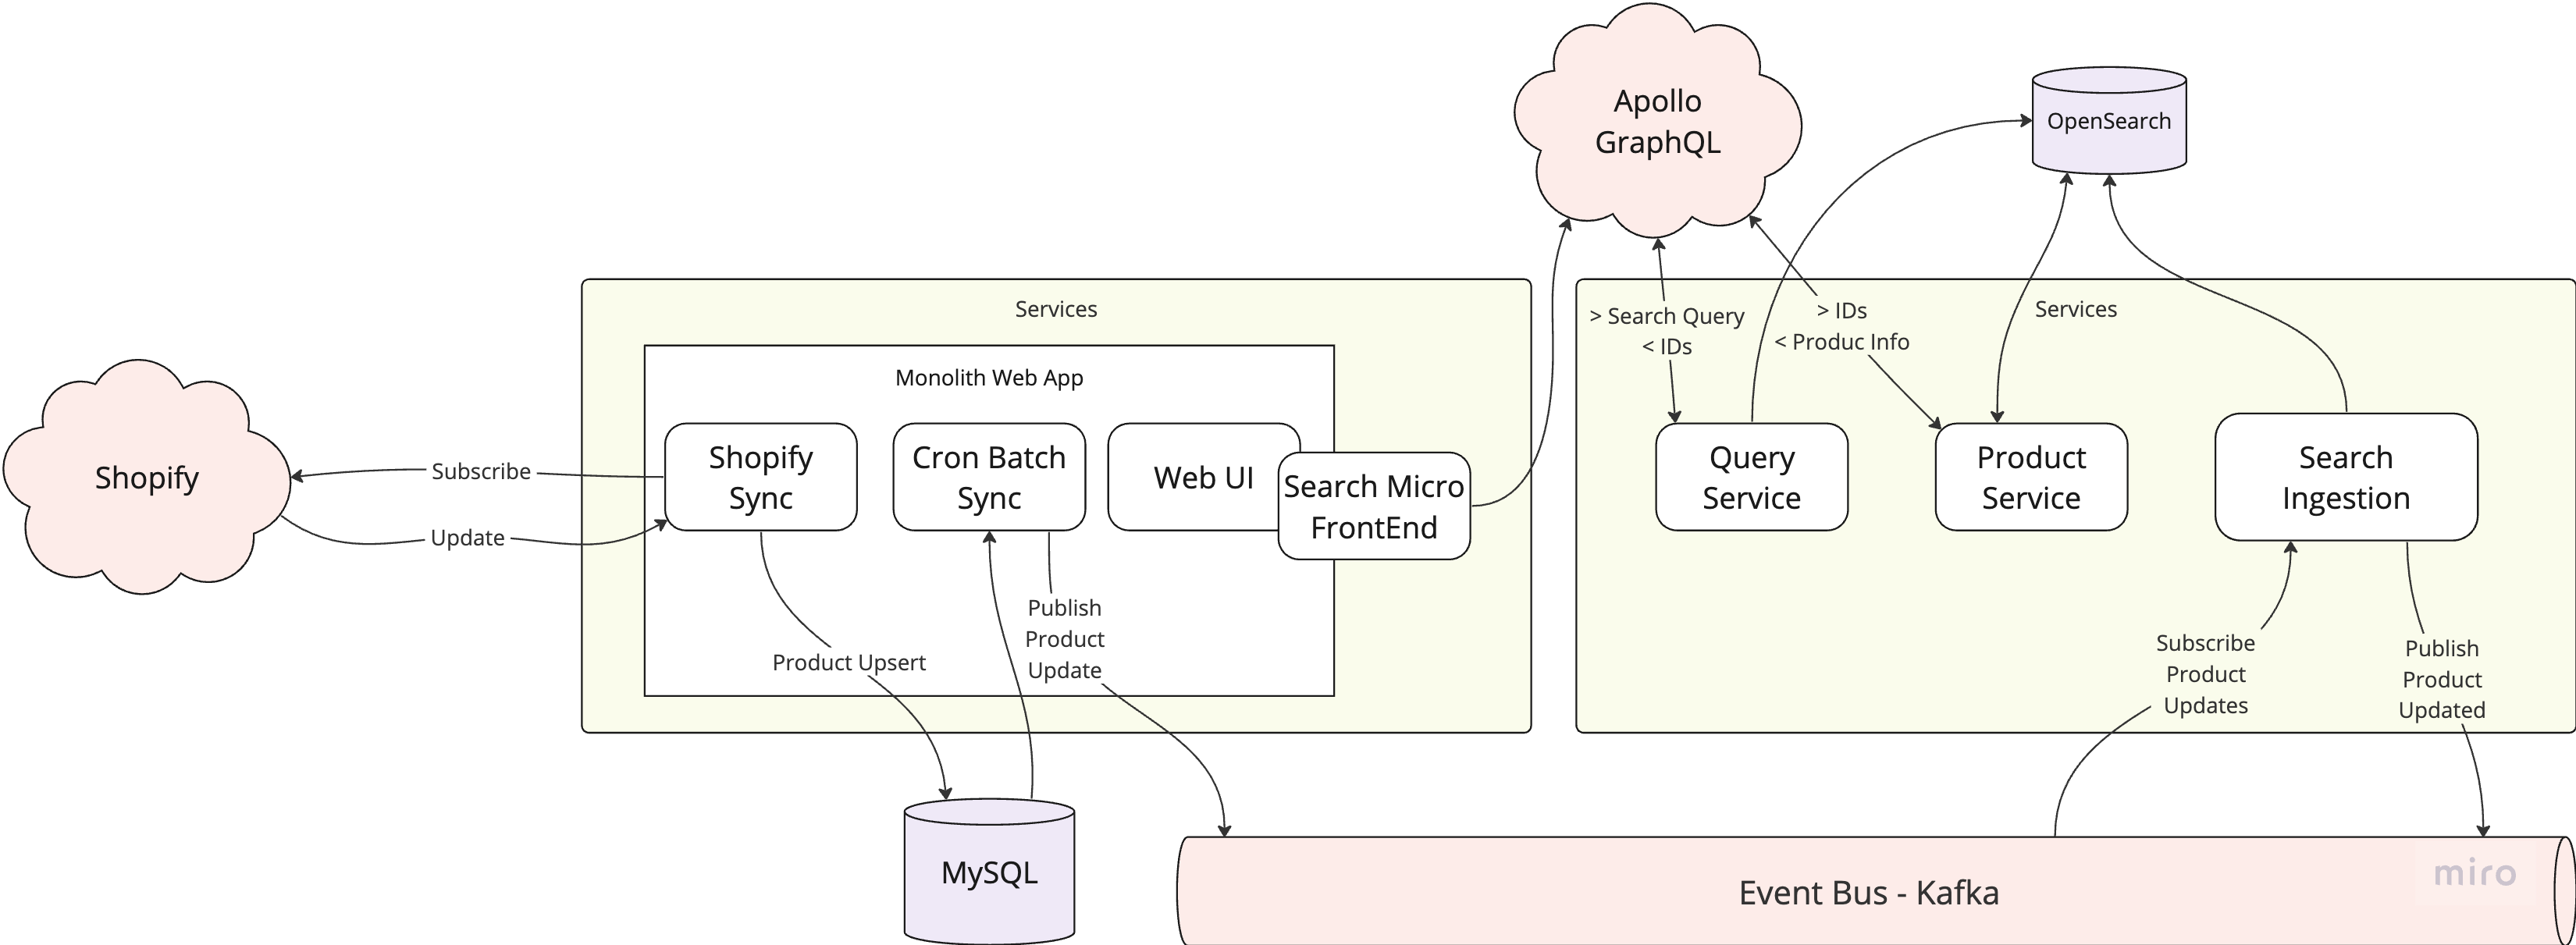 Apollo
GraphQL
OpenSearch
Services
> Search Query
< IDs
> IDs
< Produc Info
Services
Monolith Web App
Shopify
Subscribe
Update
Shopify
Sync
Cron Batch
Sync
Web UI
Search Micro
FrontEnd
Query
Service
Product
Service
Search
Ingestion
Product Upsert
Publish
Product
Update
Subscribe
Product
Updates
Publish
Product
Updated
MySQL
Event Bus - Kafka
miro